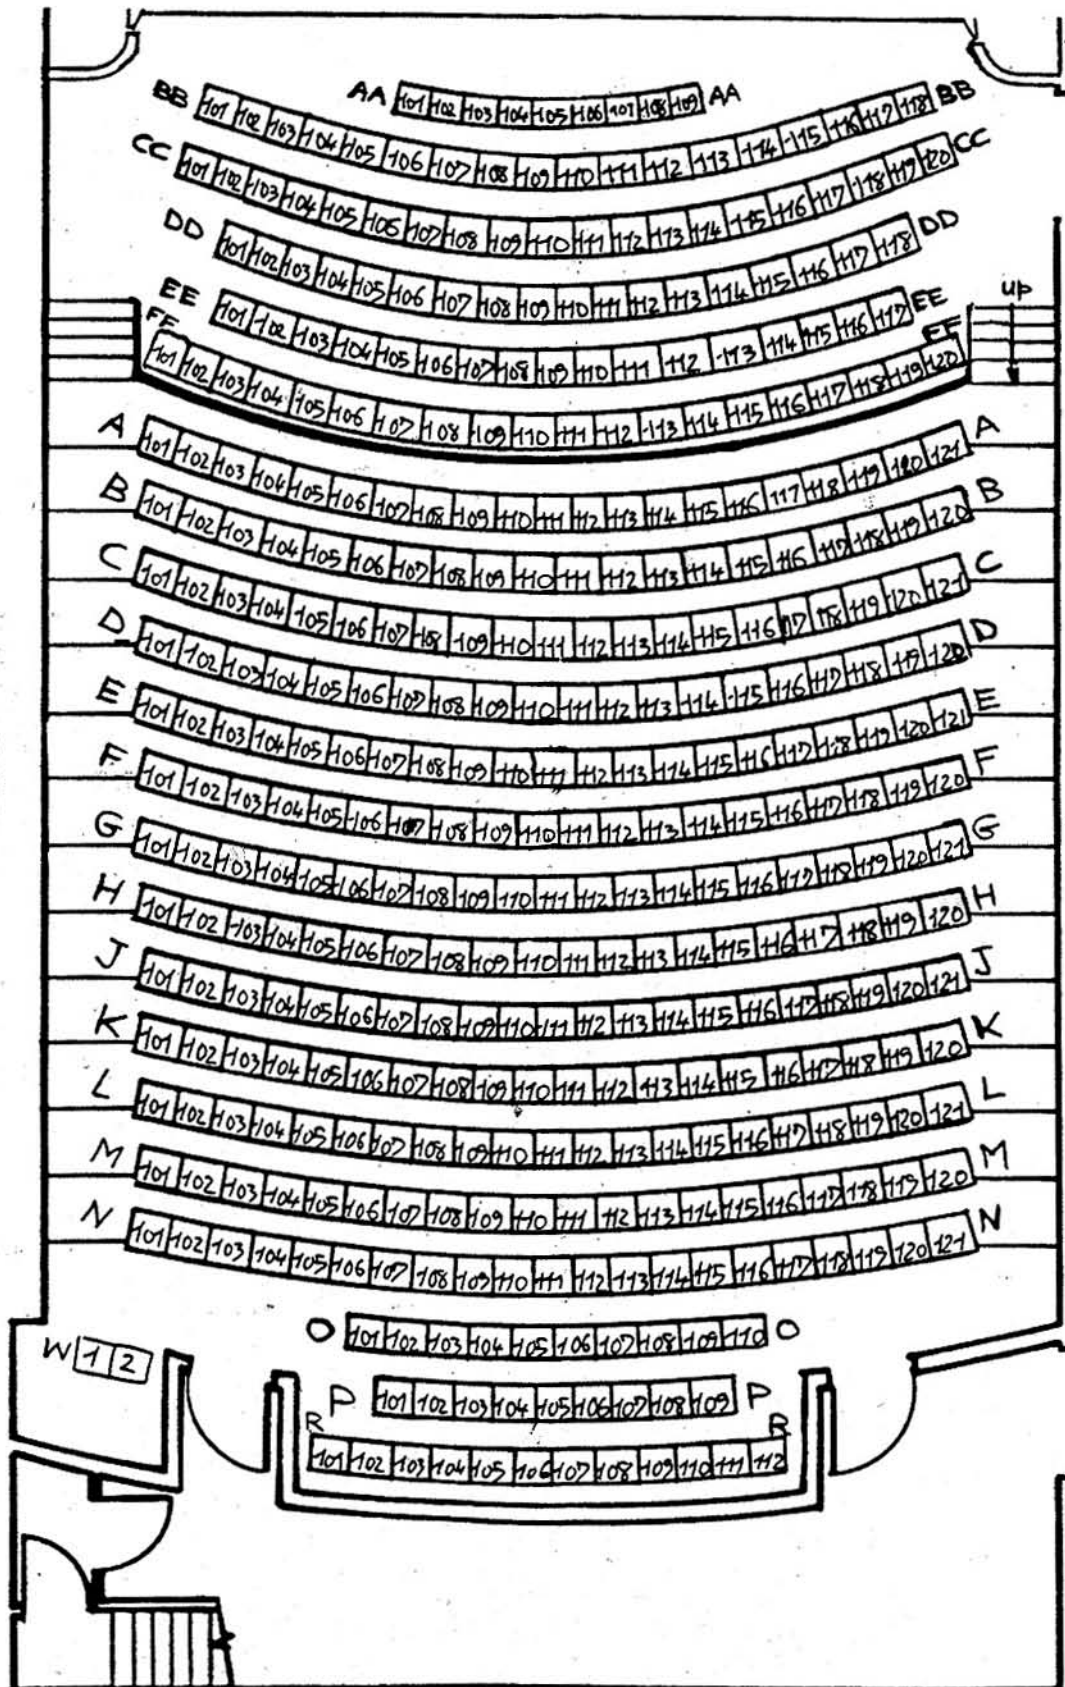 AA 101 102 103 104 105 106 107 108 109 AA
BB 101 102 103 104 105 106 107 108 109 110 111 112 113 114 115 116 117 118 BB
CC 101 102 103 104 105 106 107 108 109 110 111 112 113 114 115 116 117 118 119 120 CC
DD 101 102 103 104 105 106 107 108 109 110 111 112 113 114 115 116 117 118 DD
EE 101 102 103 104 105 106 107 108 109 110 111 112 113 114 115 116 117 EE
up
FF 101 102 103 104 105 106 107 108 109 110 111 112 113 114 115 116 117 118 119 120 FF
A 101 102 103 104 105 106 107 108 109 110 111 112 113 114 115 116 117 118 119 120 121 A
B 101 102 103 104 105 106 107 108 109 110 111 112 113 114 115 116 117 118 119 120 B
C 101 102 103 104 105 106 107 108 109 110 111 112 113 114 115 116 117 118 119 120 121 C
D 101 102 103 104 105 106 107 108 109 110 111 112 113 114 115 116 117 118 119 120 D
E 101 102 103 104 105 106 107 108 109 110 111 112 113 114 115 116 117 118 119 120 121 E
F 101 102 103 104 105 106 107 108 109 110 111 112 113 114 115 116 117 118 119 120 F
G 101 102 103 104 105 106 107 108 109 110 111 112 113 114 115 116 117 118 119 120 121 G
H 101 102 103 104 105 106 107 108 109 110 111 112 113 114 115 116 117 118 119 120 H
J 101 102 103 104 105 106 107 108 109 110 111 112 113 114 115 116 117 118 119 120 121 J
K 101 102 103 104 105 106 107 108 109 110 111 112 113 114 115 116 117 118 119 120 K
L 101 102 103 104 105 106 107 108 109 110 111 112 113 114 115 116 117 118 119 120 121 L
M 101 102 103 104 105 106 107 108 109 110 111 112 113 114 115 116 117 118 119 120 M
N 101 102 103 104 105 106 107 108 109 110 111 112 113 114 115 116 117 118 119 120 121 N
O 101 102 103 104 105 106 107 108 109 110 O
W 1 2
P 101 102 103 104 105 106 107 108 109 P
R 101 102 103 104 105 106 107 108 109 110 111 112 R